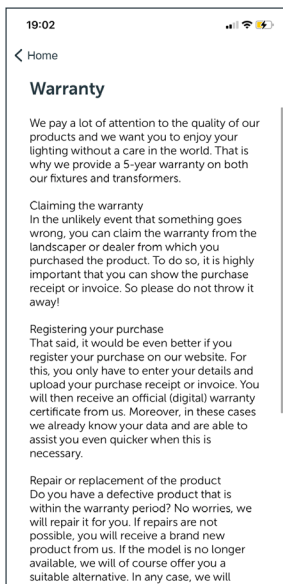 19:02
Home
Warranty
We pay a lot of attention to the quality of our
products and we want you to enjoy your
lighting without a care in the world. That is
why we provide a 5-year warranty on both
our fixtures and transformers.
Claiming the warranty
In the unlikely event that something goes
wrong, you can claim the warranty from the
landscaper or dealer from which you
purchased the product. To do so, it is highly
important that you can show the purchase
receipt or invoice. So please do not throw it
away!
Registering your purchase
That said, it would be even better if you
register your purchase on our website. For
this, you only have to enter your details and
upload your purchase receipt or invoice. You
will then receive an official (digital) warranty
certificate from us. Moreover, in these cases
we already know your data and are able to
assist you even quicker when this is
necessary.
Repair or replacement of the product
Do you have a defective product that is
within the warranty period? No worries, we
will repair it for you. If repairs are not
possible, you will receive a brand new
product from us. If the model is no longer
available, we will of course offer you a
suitable alternative. In any case, we will